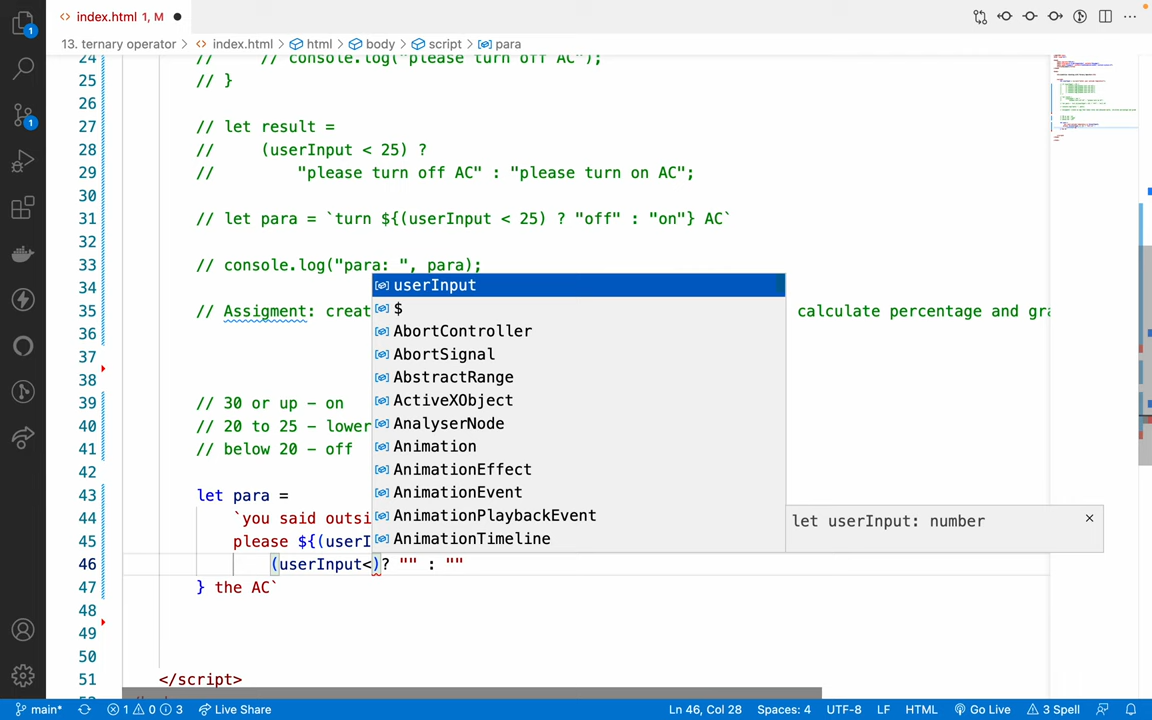 index.html 1, M
13. ternary operator > index.html > html > body > script > para
24 // // console.log("please turn off AC");
25 // }
26
27 // let result =
28 // (userInput < 25) ?
29 // "please turn off AC" : "please turn on AC";
30
31 // let para = `turn ${(userInput < 25) ? "off" : "on"} AC`
32
33 // console.log("para: ", para);
34
35 // Assigment: creat calculate percentage and gra
36
37
38
39 // 30 or up – on
40 // 20 to 25 – lower
41 // below 20 – off
42
43 let para =
44 `you said outsi
45 please ${(userI
46 (userInput<)? "" : ""
47 } the AC`
48
49
50
51 </script>
userInput
$
AbortController
AbortSignal
AbstractRange
ActiveXObject
AnalyserNode
Animation
AnimationEffect
AnimationEvent
AnimationPlaybackEvent
AnimationTimeline
let userInput: number
1
1
main* 1 0 3 Live Share Ln 46, Col 28 Spaces: 4 UTF-8 LF HTML Go Live 3 Spell